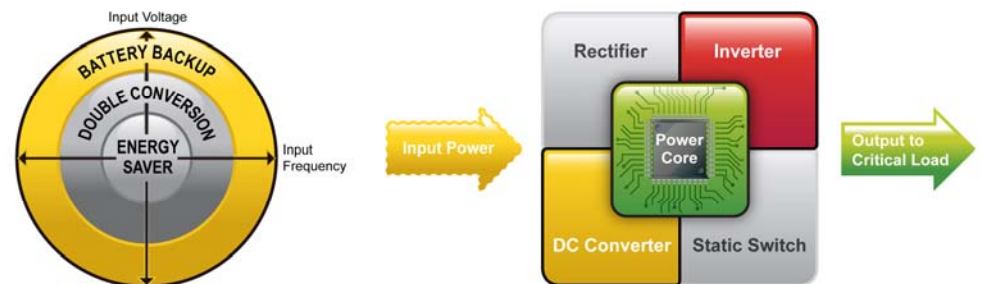 Input Voltage
BATTERY BACKUP
DOUBLE CONVERSION
ENERGY
SAVER
Input
Frequency
Input Power
Rectifier
Inverter
Power
Core
DC Converter
Static Switch
Output to
Critical Load